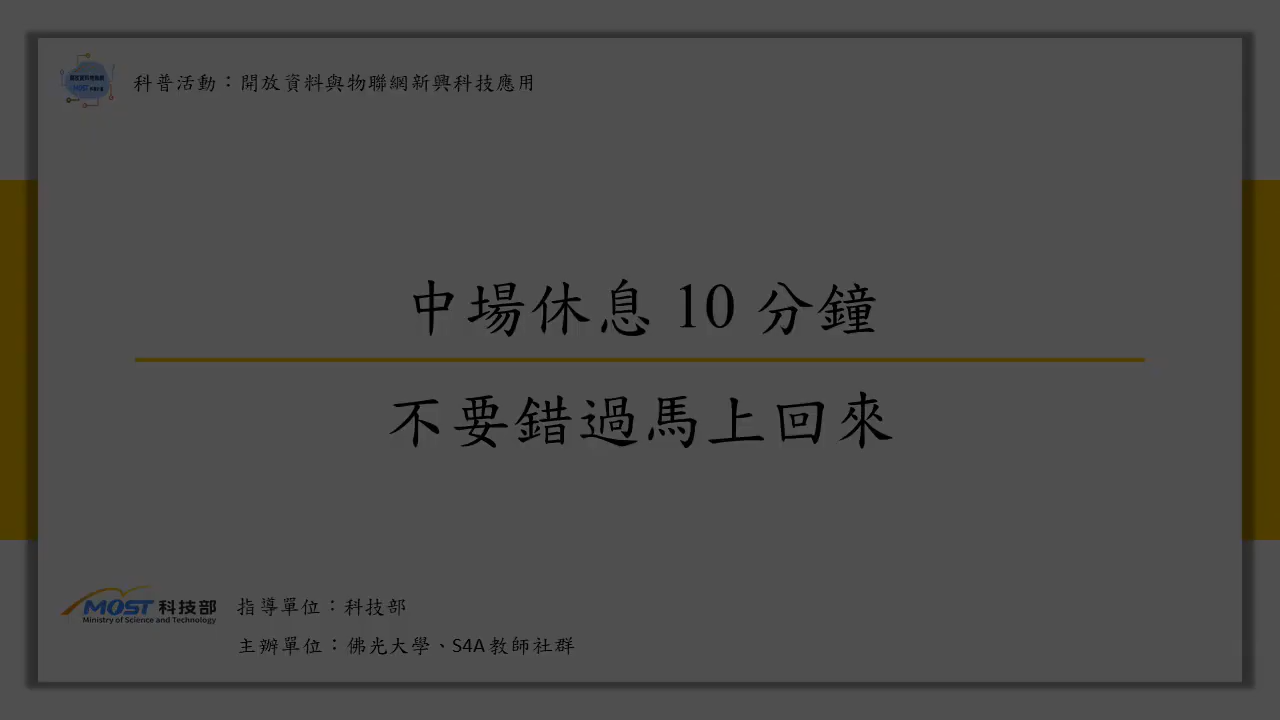 科普活動：開放資料與物聯網新興科技應用
中場休息 10 分鐘
不要錯過馬上回來
MOST 科技部
Ministry of Science and Technology
指導單位：科技部
主辦單位：佛光大學、S4A 教師社群